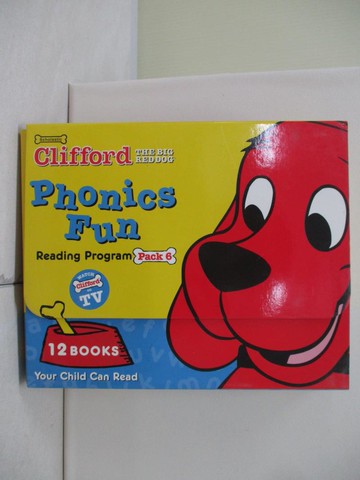 SCHOLASTIC
Clifford THE BIG RED DOG
Phonics
Fun
Reading Program Pack 6
WATCH
Clifford
ON
TV
12 BOOKS
Your Child Can Read